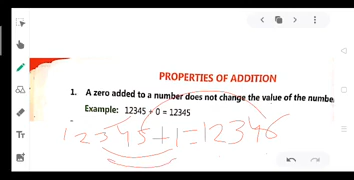 PROPERTIES OF ADDITION
1. A zero added to a number does not change the value of the numbe
Example: 12345 + 0 = 12345
12345+1=12346
Tr